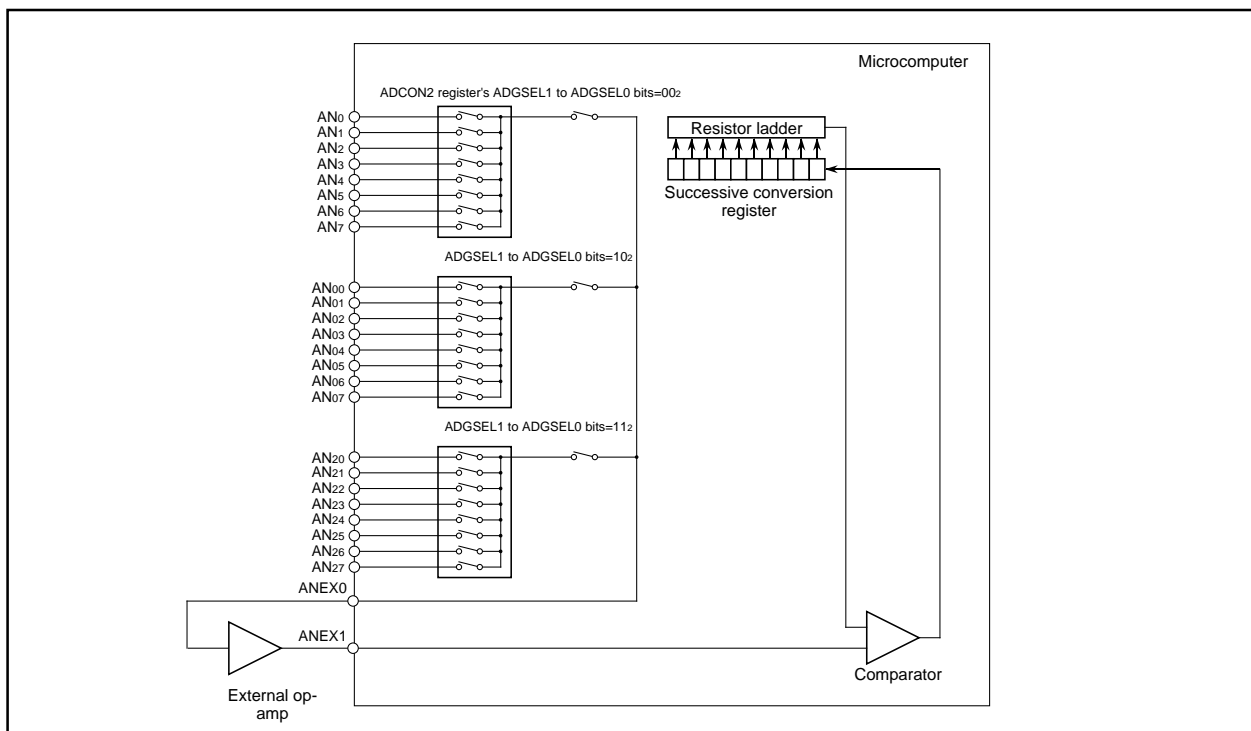 Microcomputer
ADCON2 register's ADGSEL1 to ADGSEL0 bits=002
AN0
AN1
AN2
AN3
AN4
AN5
AN6
AN7
Resistor ladder
Successive conversion
register
ADGSEL1 to ADGSEL0 bits=102
AN00
AN01
AN02
AN03
AN04
AN05
AN06
AN07
ADGSEL1 to ADGSEL0 bits=112
AN20
AN21
AN22
AN23
AN24
AN25
AN26
AN27
ANEX0
ANEX1
Comparator
External op-
amp